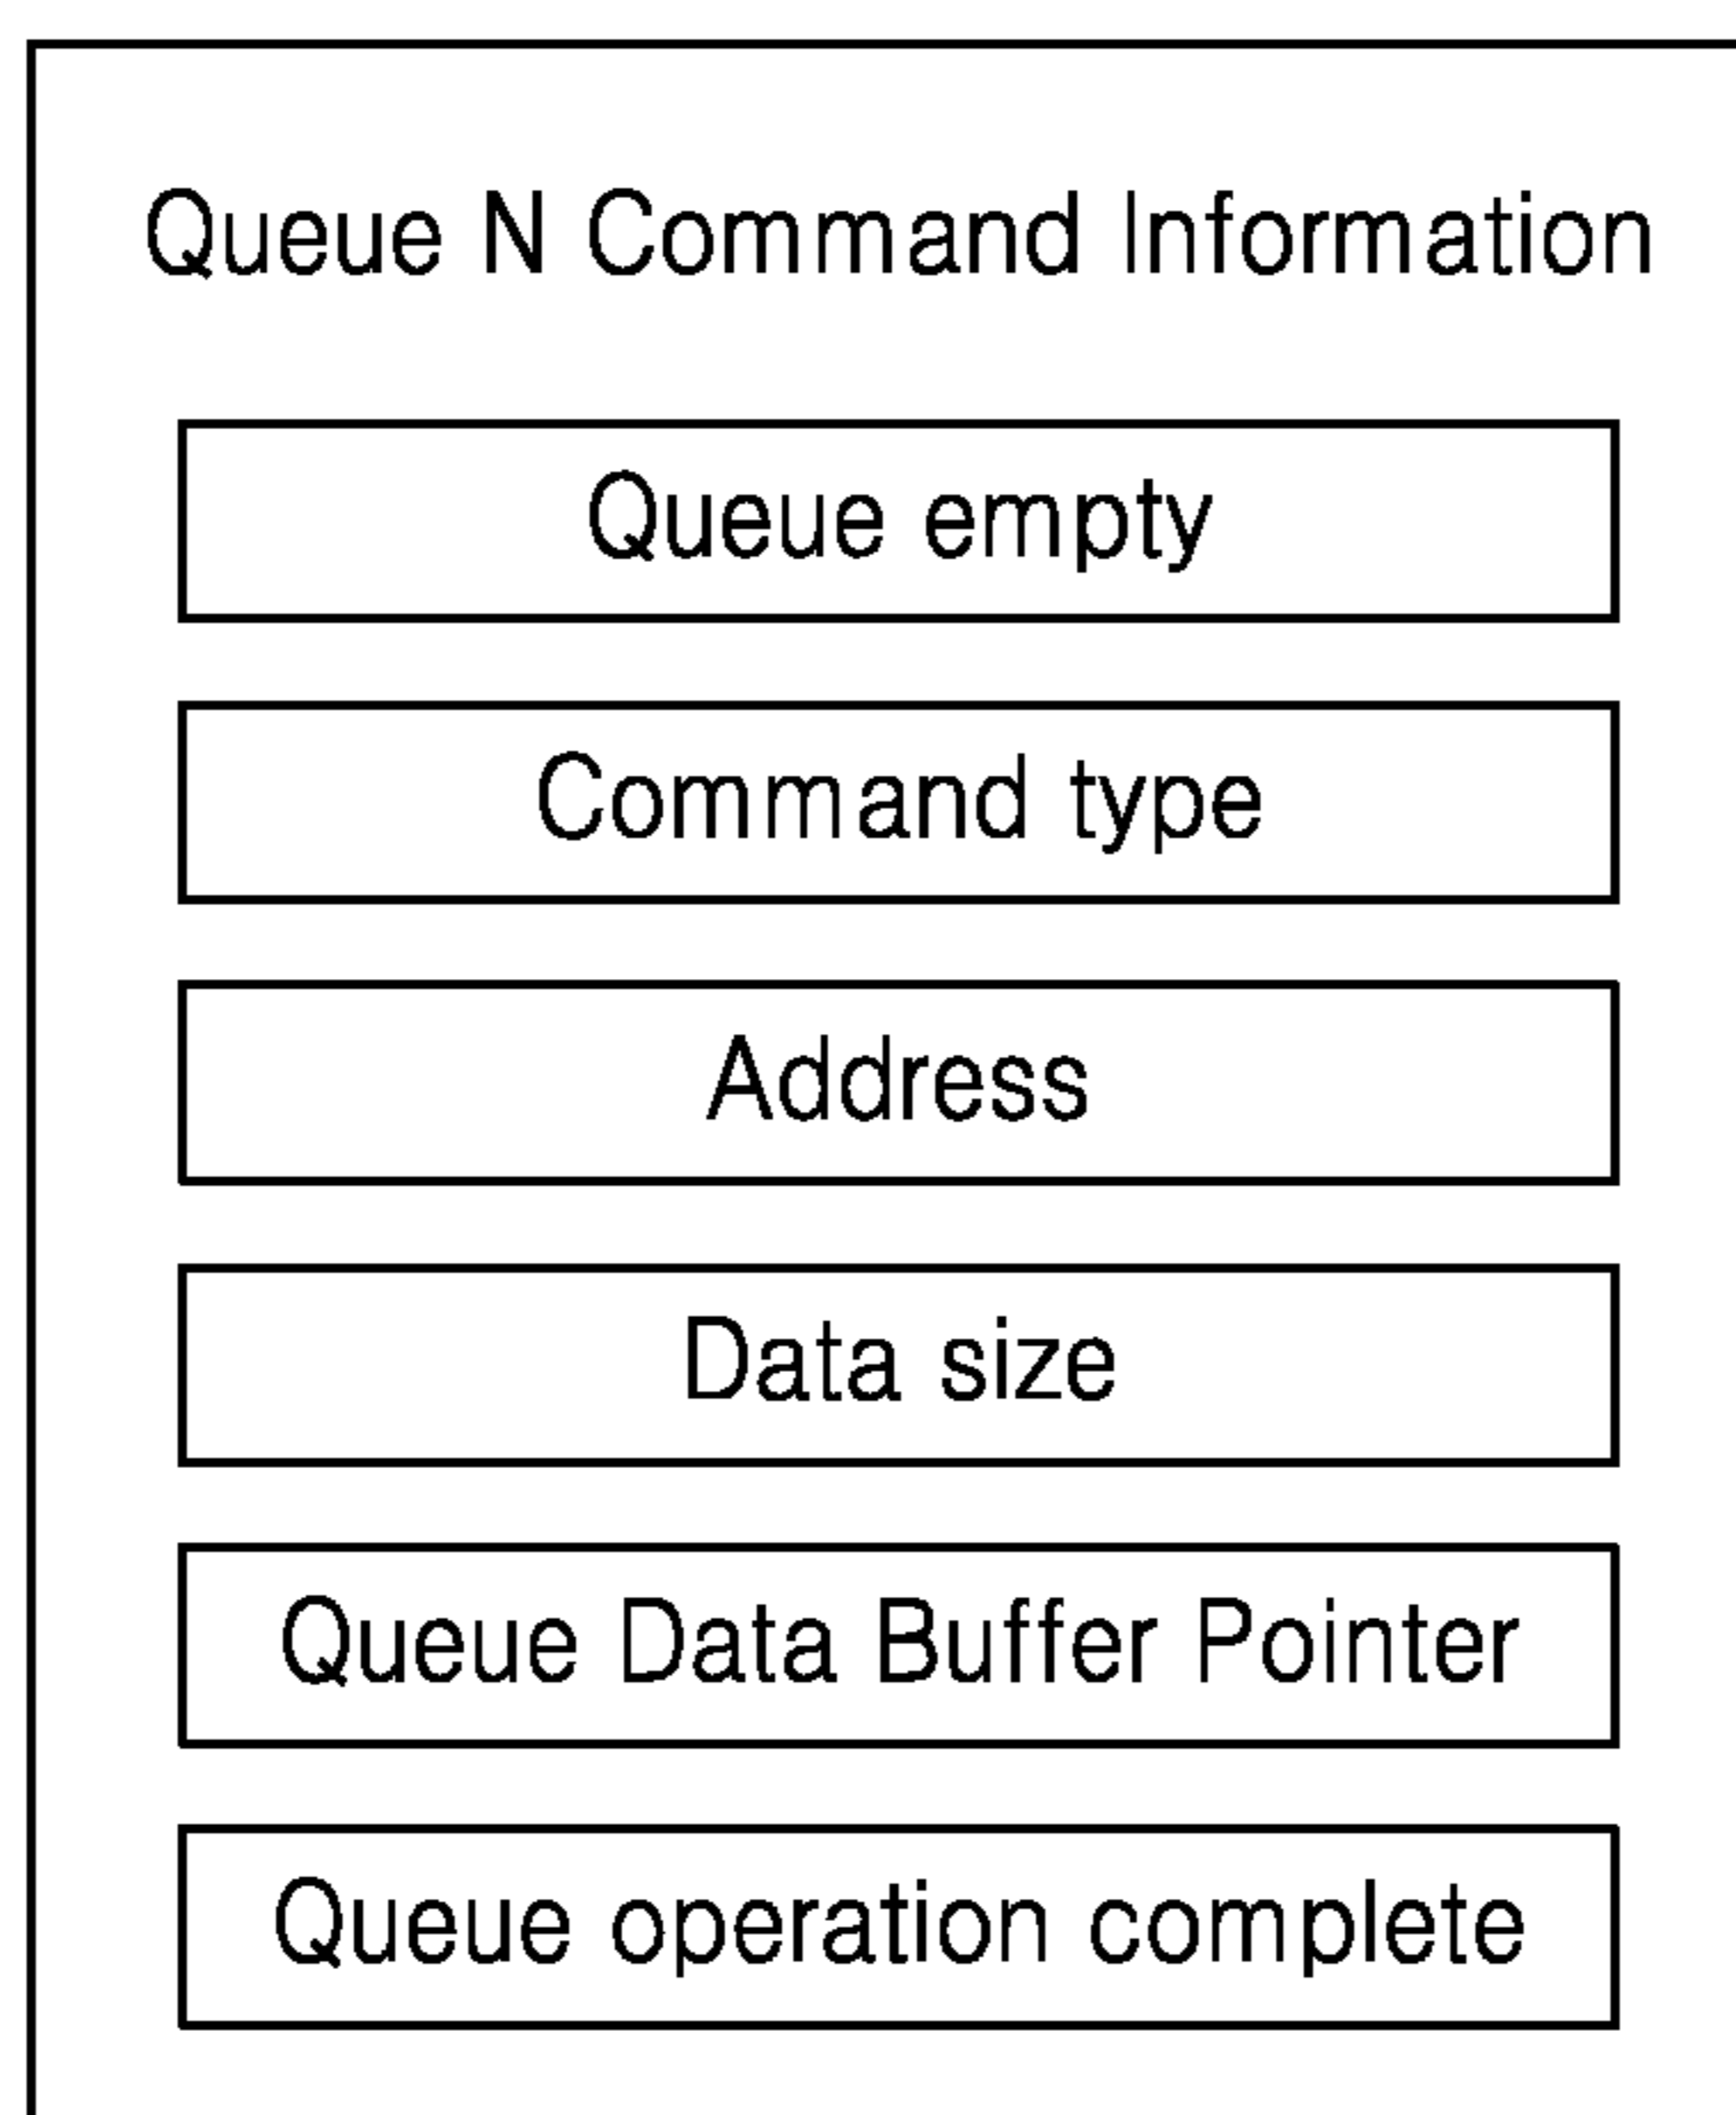 Queue N Command Information
Queue empty
Command type
Address
Data size
Queue Data Buffer Pointer
Queue operation complete